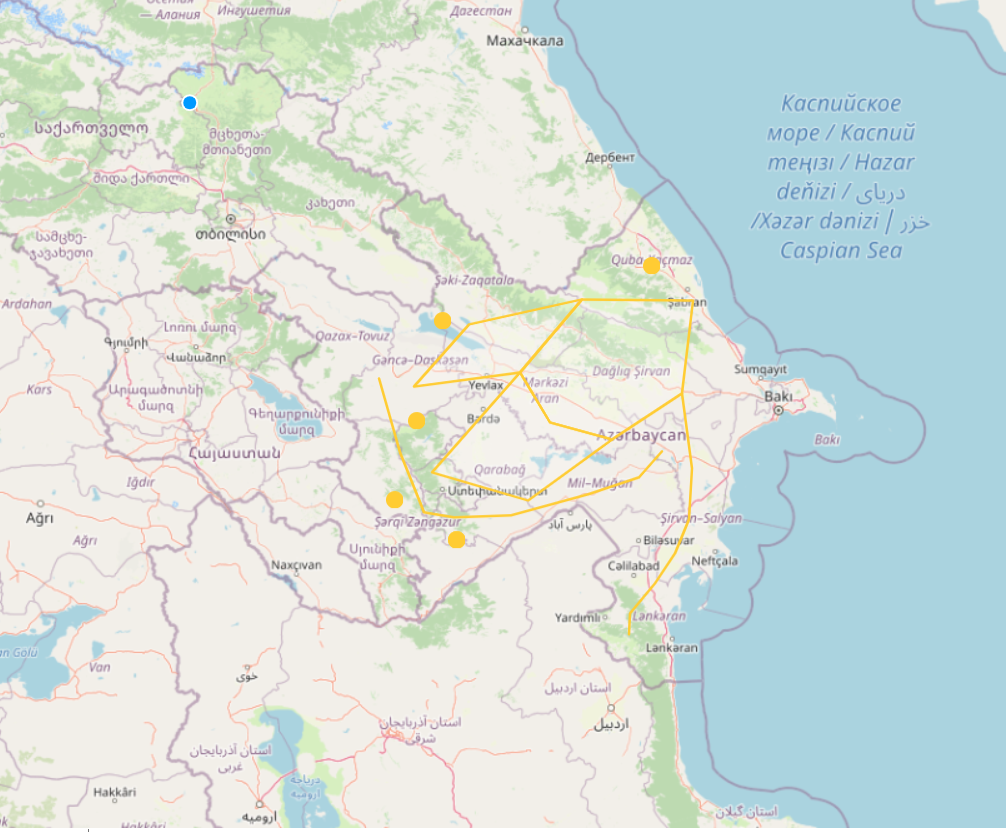 — Алания
Ингушетия
Дагестан
Махачкала
საქართველო
მცხეთა-
მთიანეთი
შიდა ქართლი
კახეთი
თბილისი
სამცხე-
ჯავახეთი
Дербент
Каспийское
море / Каспий
теңізі / Hazar
deňizi / دریای
/Xəzər dənizi | خزر
Caspian Sea
Quba-Xaçmaz
Şəki-Zaqatala
Şabran
Ardahan
Լոռու մարզ
Գյումրի
Վանաձոր
Qazax–Tovuz
Gəncə-Daşkəsən
Yevlax
Mərkəzi
Aran
Dağlıq Şirvan
Sumqayıt
Bakı
Kars
Արագածոտնի
մարզ
Գեղարքունիքի
մարզ
Bərdə
Azərbaycan
Bakı
Հայաստան
Iğdır
Qarabağ
Ստեփանակերտ
Mil–Muğan
Ağrı
Ağrı
Şərqi Zəngəzur
پارس آباد
Şirvan–Salyan
Biləsuvar
Naxçıvan
Սյունիքի
մարզ
Cəlilabad
Neftçala
Yardımlı
Lənkəran
Lənkəran
Van
خوی
استان اردبیل
اردبیل
استان آذربایجان
شرقی
استان آذربایجان
غربی
دریاچه
ارومیه
Hakkâri
Hakkâri
ارومیه
استان گیلان